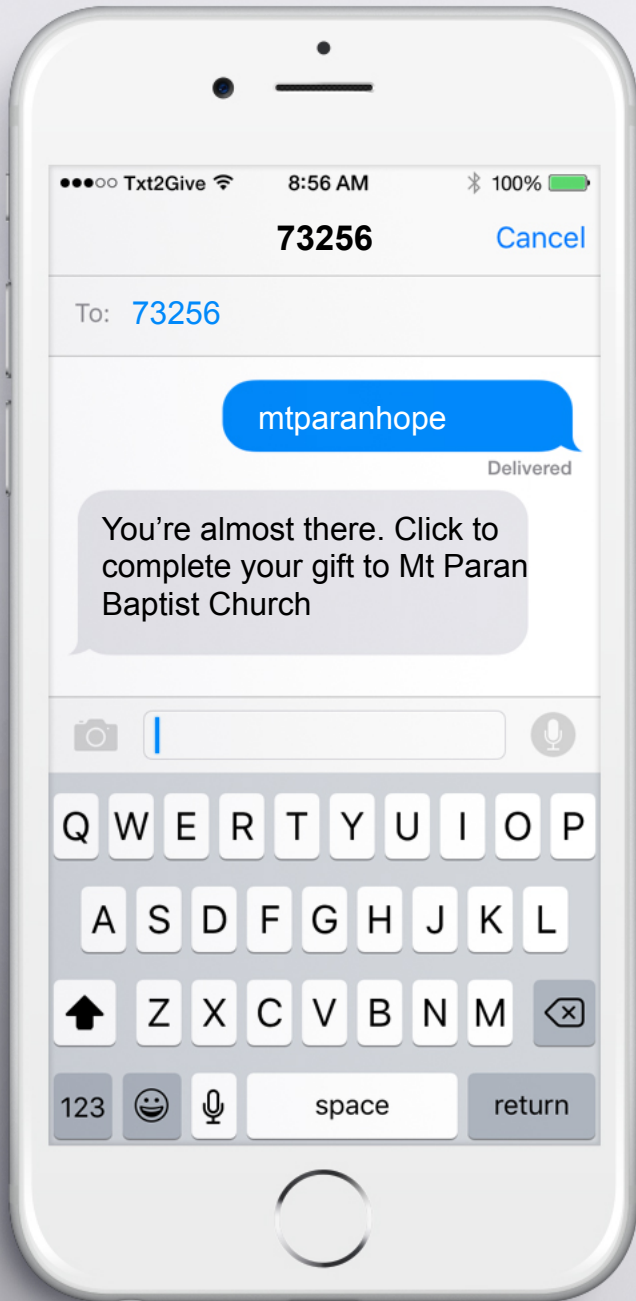 Txt2Give 8:56 AM 100%
73256 Cancel
To: 73256
mtparanhope
Delivered
You’re almost there. Click to
complete your gift to Mt Paran
Baptist Church
Q W E R T Y U I O P
A S D F G H J K L
Z X C V B N M
123 space return